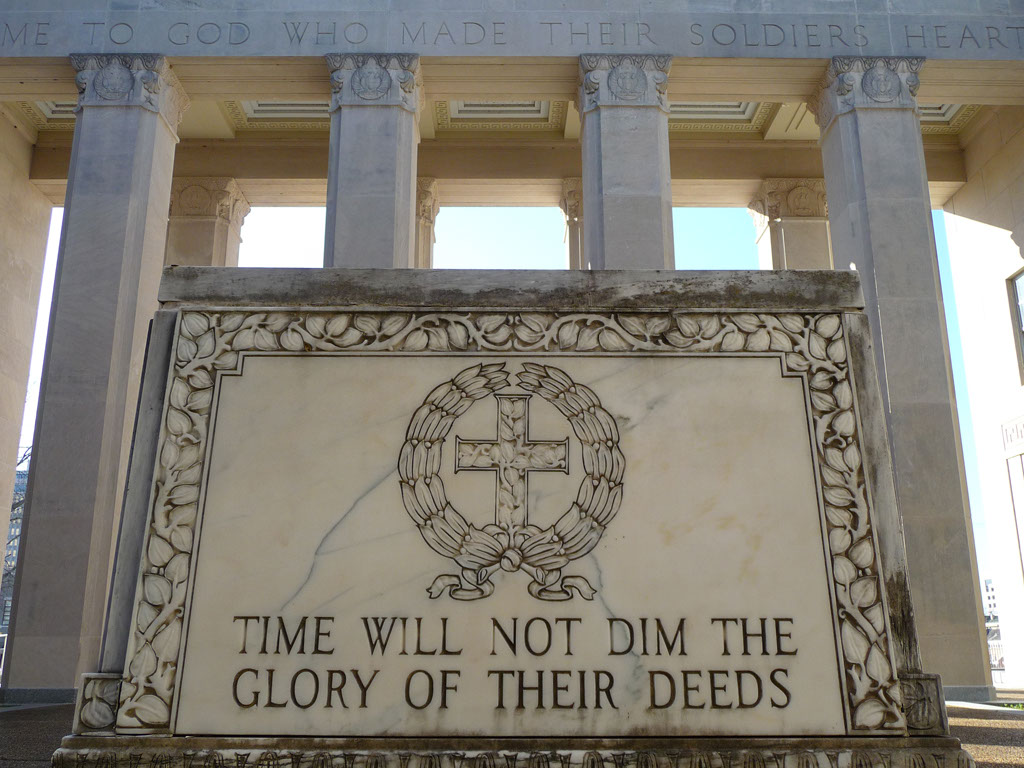 ME TO GOD WHO MADE THEIR SOLDIERS HEART
TIME WILL NOT DIM THE
GLORY OF THEIR DEEDS